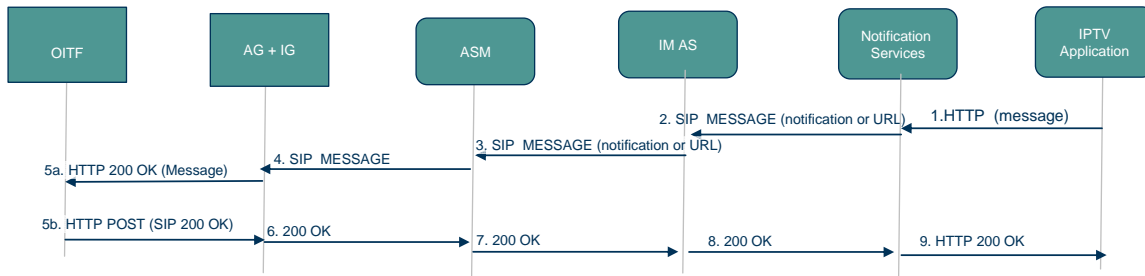 OITF
AG + IG
ASM
IM AS
Notification
Services
IPTV
Application
1.HTTP (message)
2. SIP MESSAGE (notification or URL)
3. SIP MESSAGE (notification or URL)
4. SIP MESSAGE
5a. HTTP 200 OK (Message)
5b. HTTP POST (SIP 200 OK)
6. 200 OK
7. 200 OK
8. 200 OK
9. HTTP 200 OK